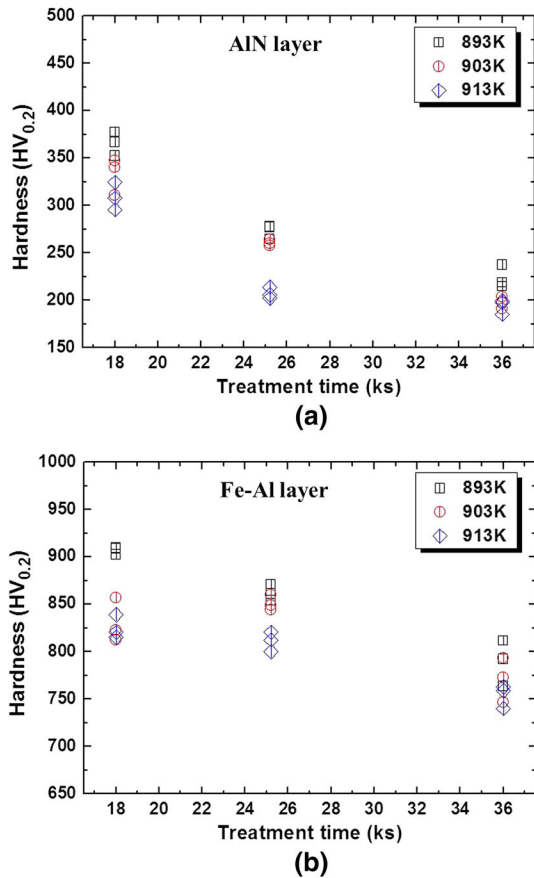 AlN layer
893K
903K
913K
Hardness (HV0.2)
500
450
400
350
300
250
200
150
18 20 22 24 26 28 30 32 34 36
Treatment time (ks)
(a)
Fe-Al layer
893K
903K
913K
Hardness (HV0.2)
1000
950
900
850
800
750
700
650
18 20 22 24 26 28 30 32 34 36
Treatment time (ks)
(b)